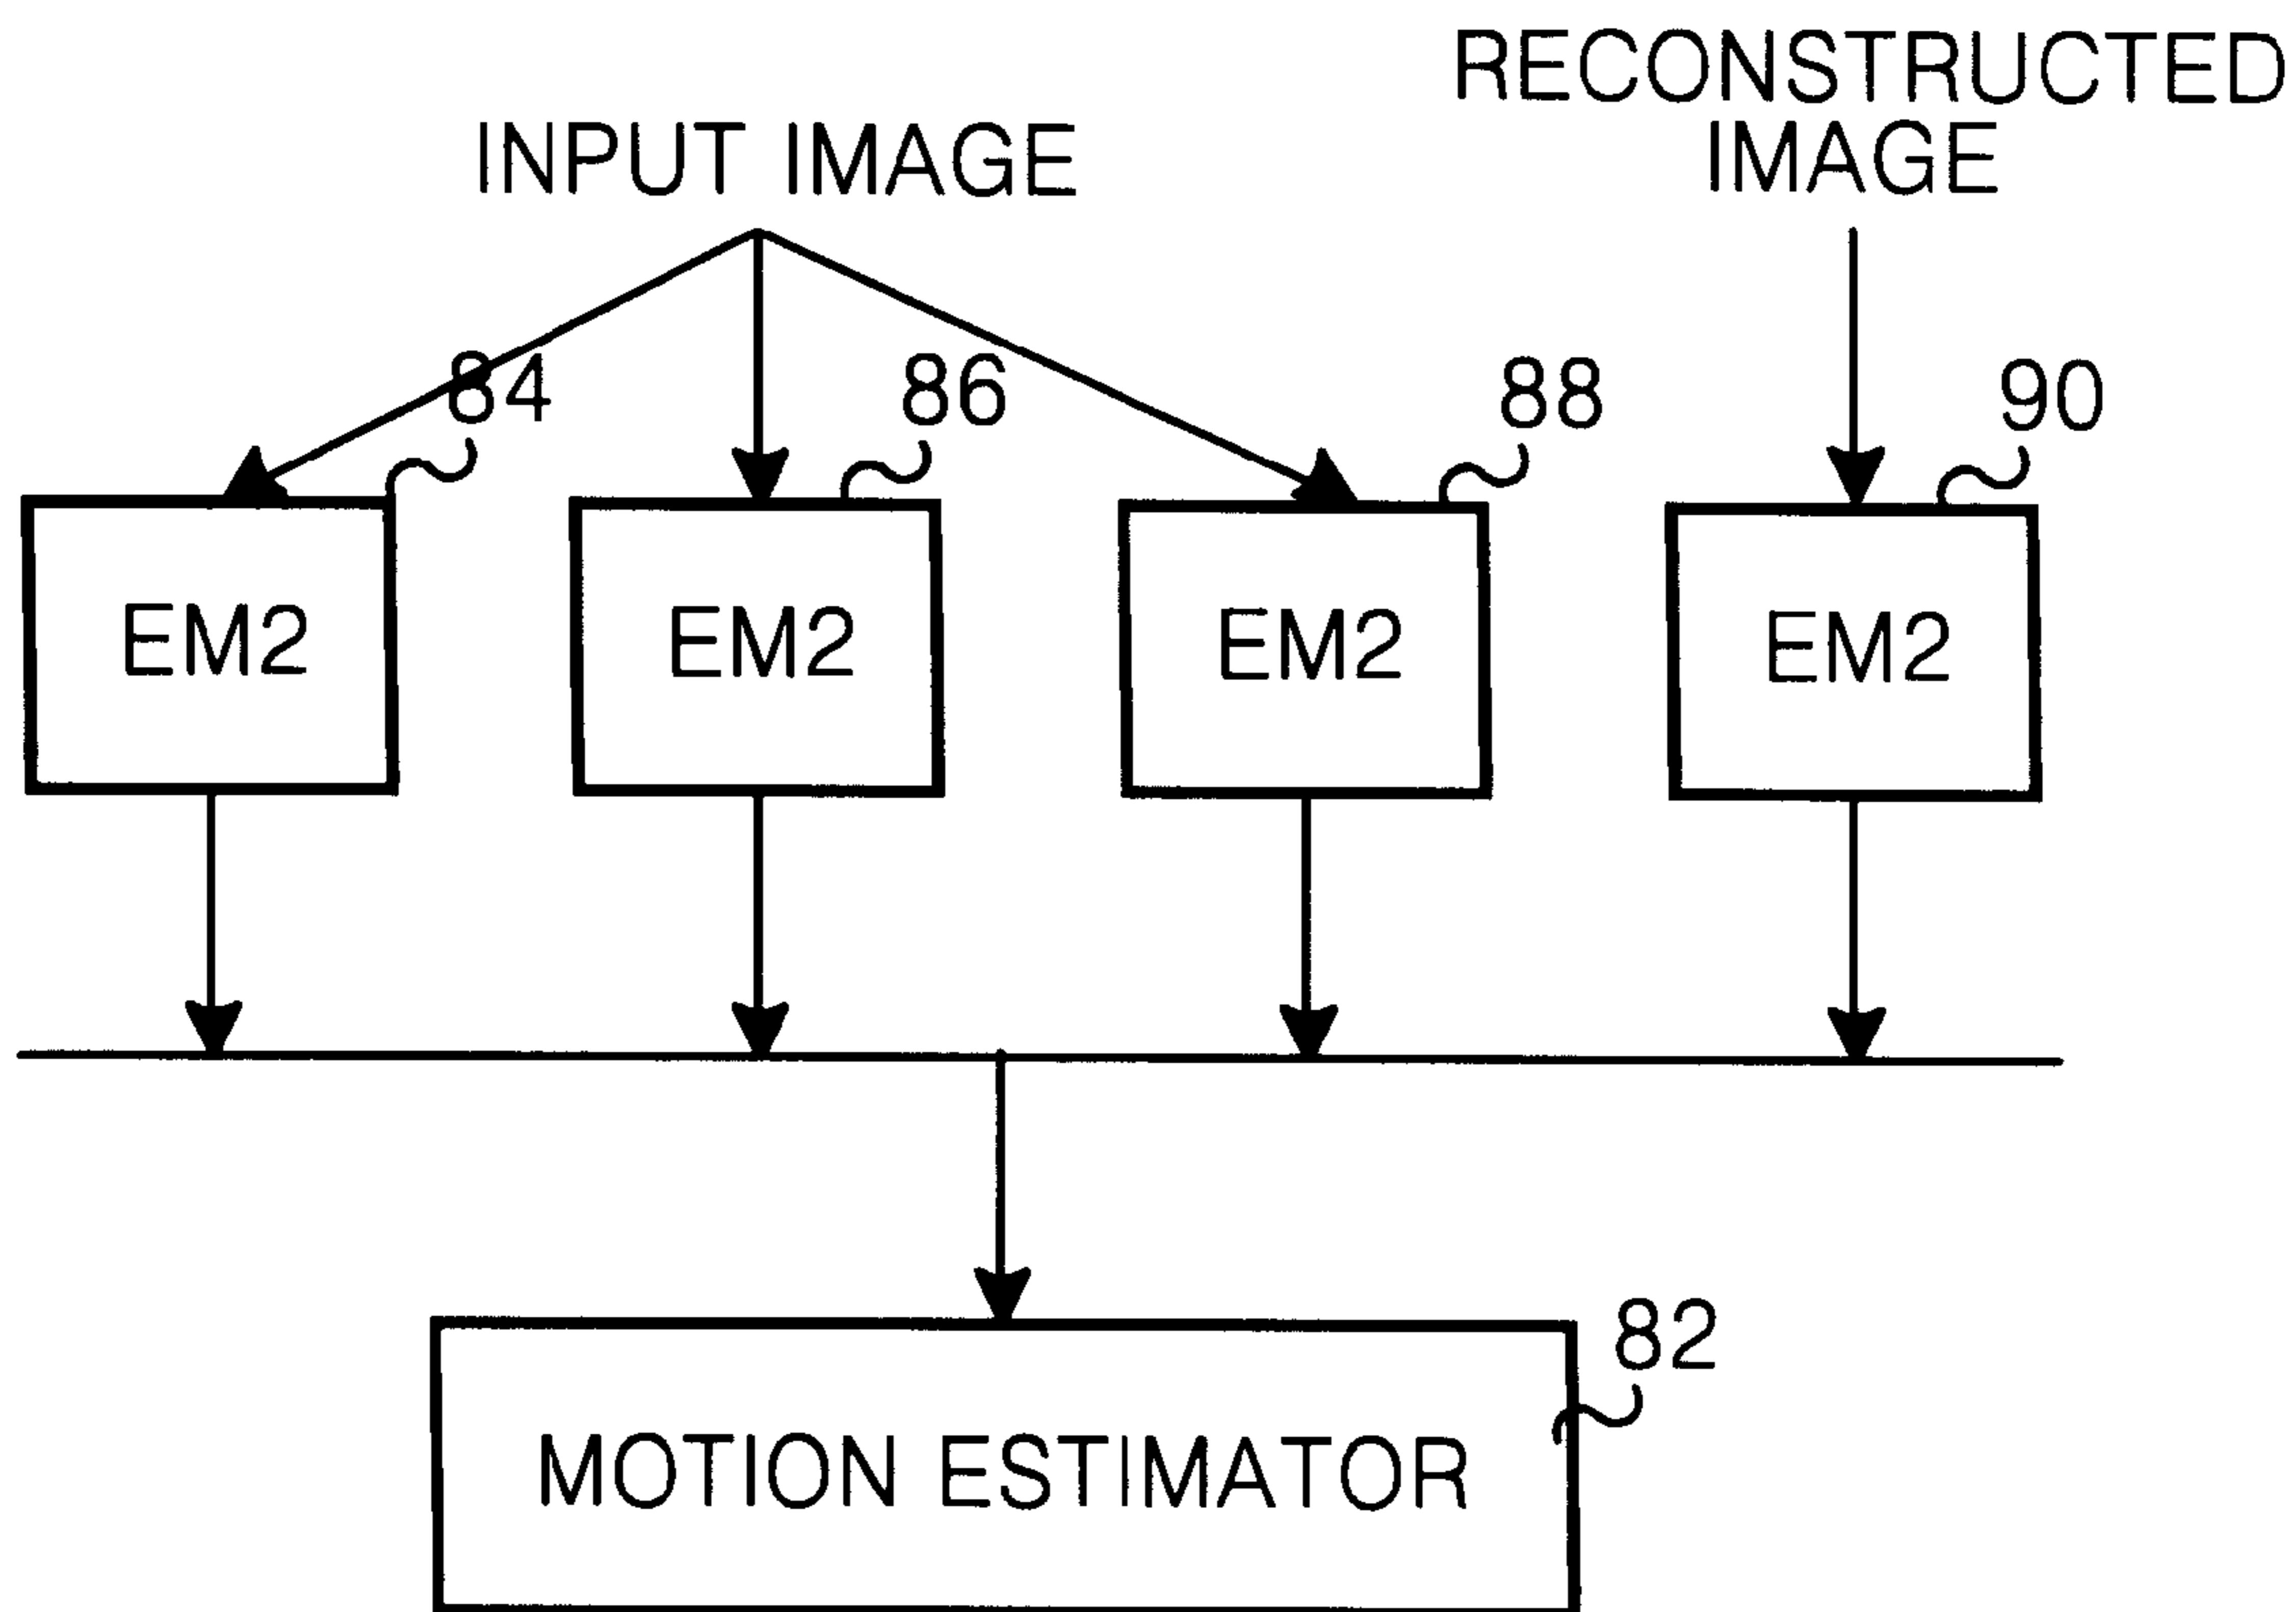 RECONSTRUCTED
IMAGE
INPUT IMAGE
84
86
88
90
EM2
EM2
EM2
EM2
82
MOTION ESTIMATOR